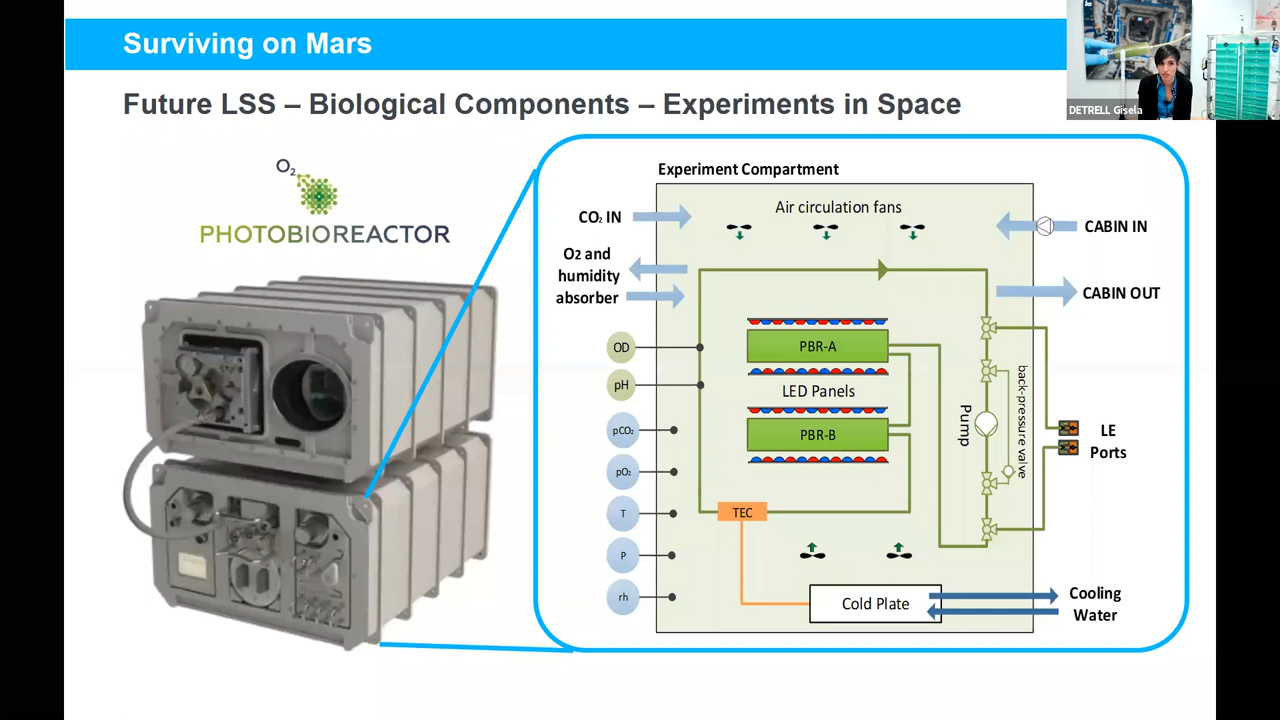 Surviving on Mars
DETRELL Gisela
Future LSS – Biological Components – Experiments in Space
O₂
PHOTOBIOREACTOR
Experiment Compartment
CO₂ IN
Air circulation fans
CABIN IN
O2 and
humidity
absorber
CABIN OUT
OD
PBR-A
pH
LED Panels
back-pressure valve
Pump
pCO₂
PBR-B
LE
Ports
pO₂
T
TEC
P
rh
Cold Plate
Cooling
Water